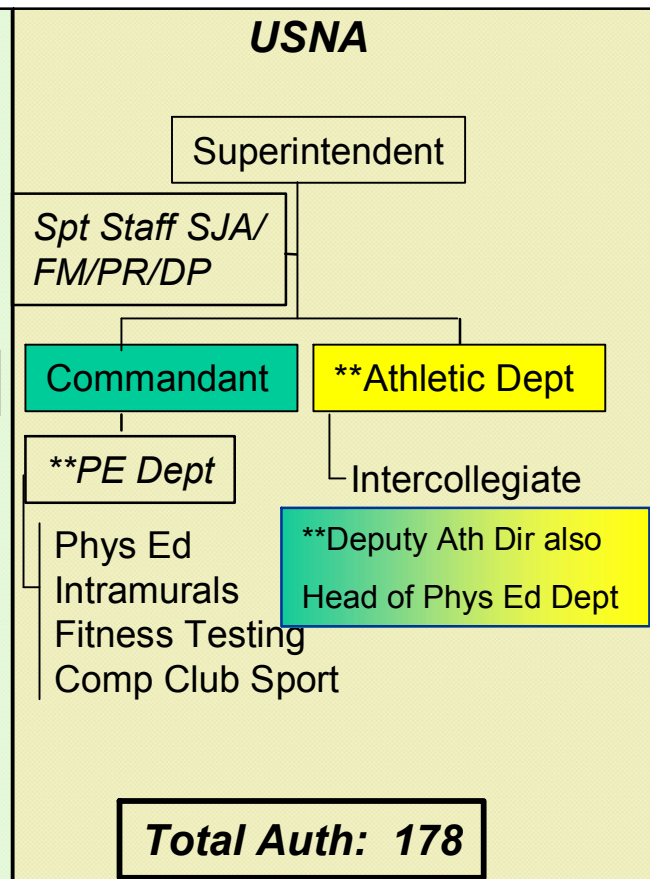 USNA
Superintendent
Spt Staff SJA/
FM/PR/DP
Commandant
**Athletic Dept
**PE Dept
Intercollegiate
Phys Ed
Intramurals
Fitness Testing
Comp Club Sport
**Deputy Ath Dir also
Head of Phys Ed Dept
Total Auth: 178